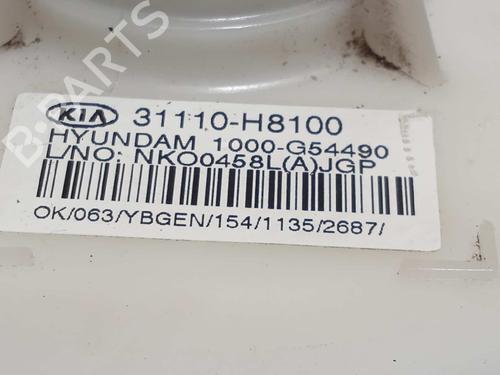 B-PARTS
KIA 31110-H8100
HYUNDAM 1000-G54490
L/NO: NKO0458L(A)JGP
OK/063/YBGEN/154/1135/2687/